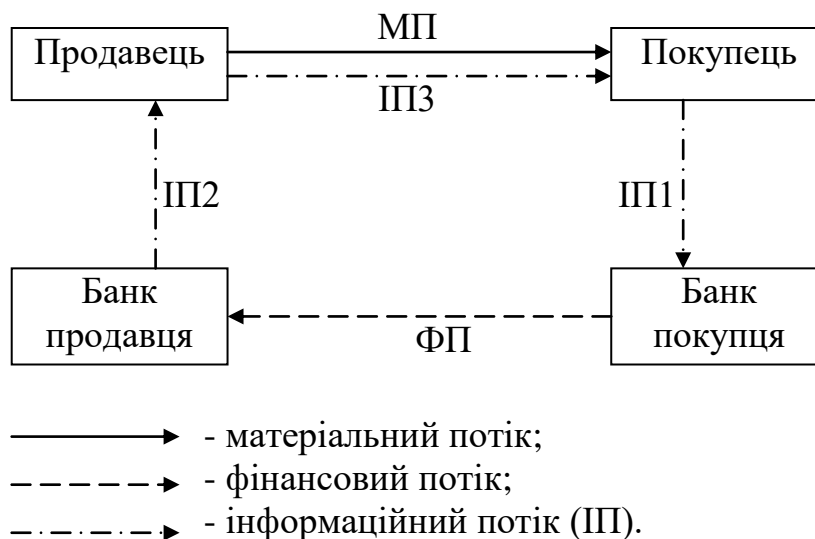 МП
Продавець
Покупець
ІП3
ІП2
ІП1
Банк
продавця
Банк
покупця
ФП
- матеріальний потік;
- фінансовий потік;
- інформаційний потік (ІП).